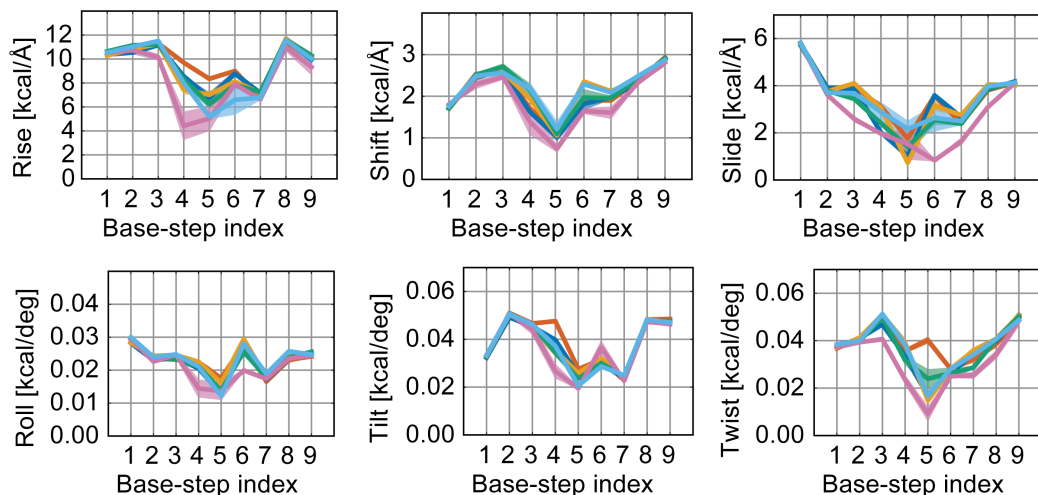 Rise [kcal/Å]
12
10
8
6
4
2
0
1 2 3 4 5 6 7 8 9
Base-step index
Shift [kcal/Å]
3
2
1
0
1 2 3 4 5 6 7 8 9
Base-step index
Slide [kcal/Å]
6
4
2
0
1 2 3 4 5 6 7 8 9
Base-step index
Roll [kcal/deg]
0.04
0.03
0.02
0.01
0.00
1 2 3 4 5 6 7 8 9
Base-step index
Tilt [kcal/deg]
0.06
0.04
0.02
0.00
1 2 3 4 5 6 7 8 9
Base-step index
Twist [kcal/deg]
0.06
0.04
0.02
0.00
1 2 3 4 5 6 7 8 9
Base-step index